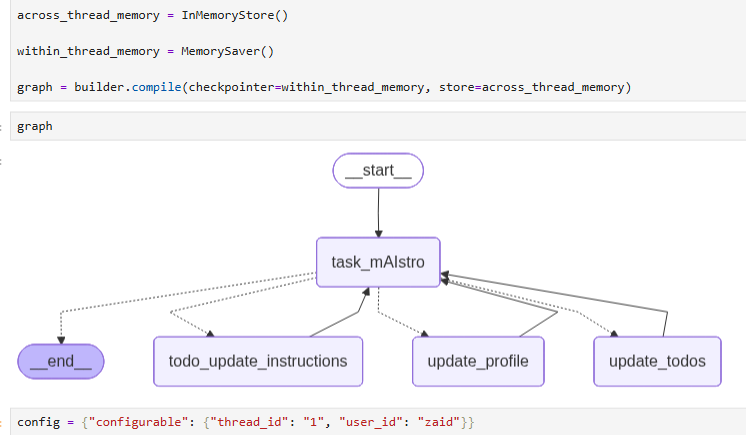 across_thread_memory = InMemoryStore()
within_thread_memory = MemorySaver()
graph = builder.compile(checkpointer=within_thread_memory, store=across_thread_memory)
graph
__start__
task_mAIstro
__end__
todo_update_instructions
update_profile
update_todos
config = {"configurable": {"thread_id": "1", "user_id": "zaid"}}